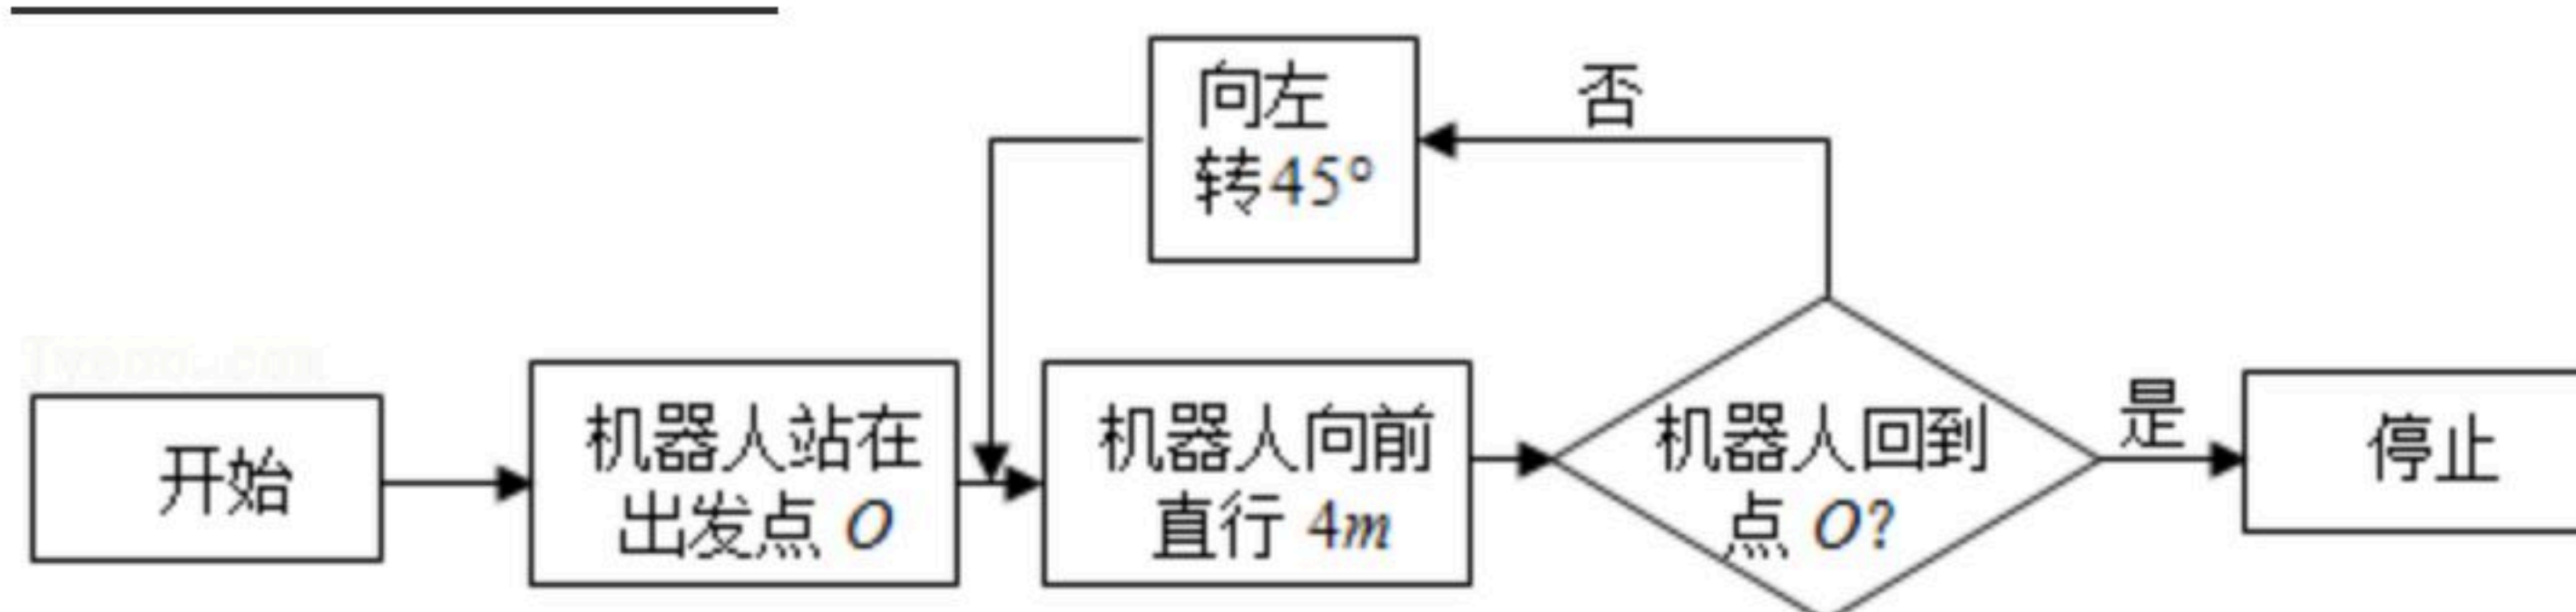 向左
转45°
否
开始
机器人站在
出发点 O
机器人向前
直行 4m
机器人回到
点 O?
是
停止